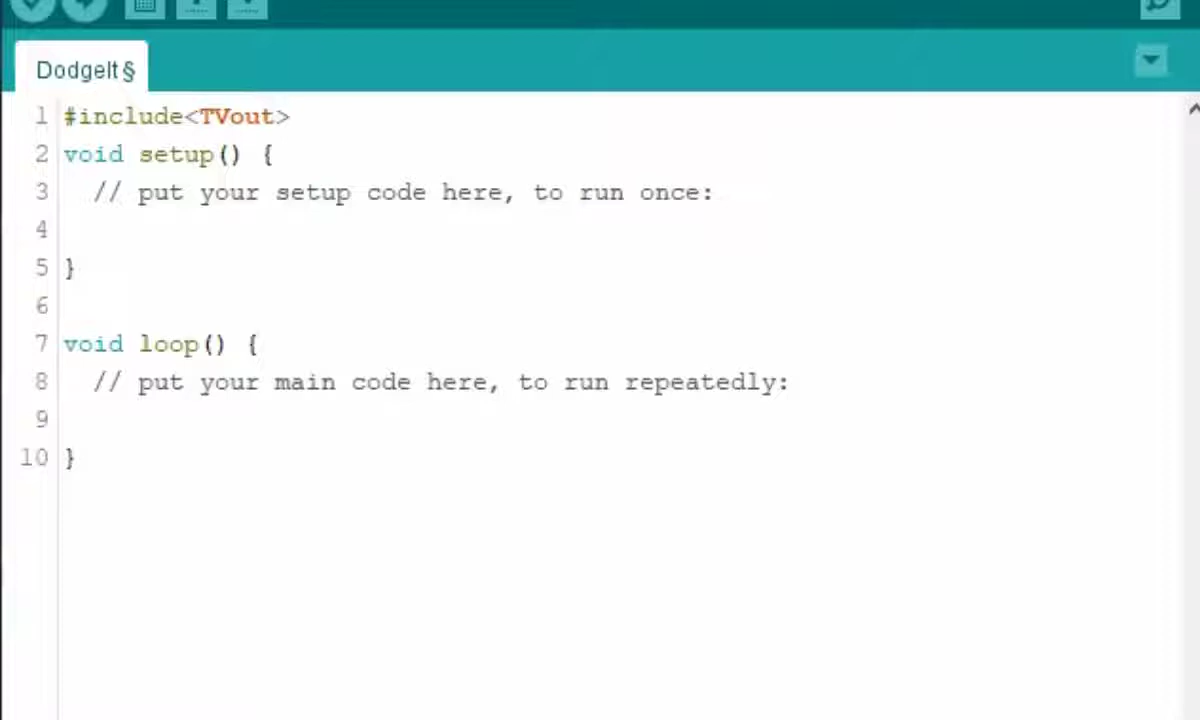 DodgeIt§
1 #include<TVout>
2 void setup() {
3   // put your setup code here, to run once:
4
5 }
6
7 void loop() {
8   // put your main code here, to run repeatedly:
9
10 }